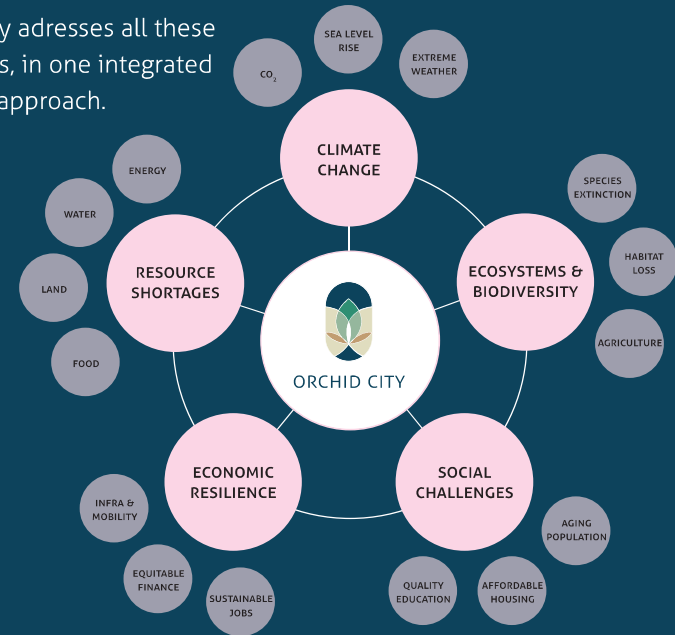 y adresses all these
s, in one integrated
approach.
CO2
SEA LEVEL
RISE
EXTREME
WEATHER
CLIMATE
CHANGE
ENERGY
WATER
LAND
FOOD
RESOURCE
SHORTAGES
SPECIES
EXTINCTION
HABITAT
LOSS
AGRICULTURE
ECOSYSTEMS &
BIODIVERSITY
ORCHID CITY
ECONOMIC
RESILIENCE
INFRA &
MOBILITY
EQUITABLE
FINANCE
SUSTAINABLE
JOBS
SOCIAL
CHALLENGES
QUALITY
EDUCATION
AFFORDABLE
HOUSING
AGING
POPULATION